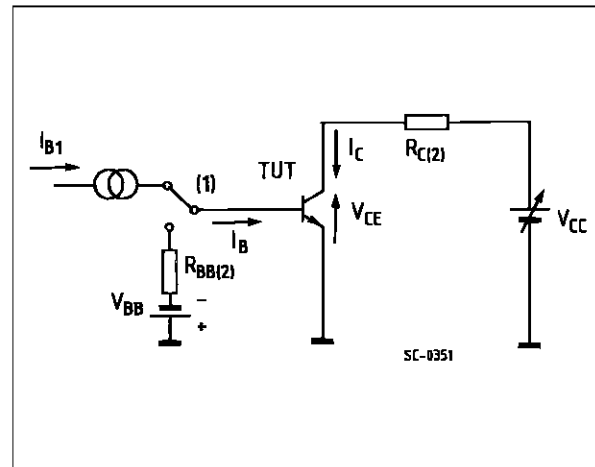 I_B1
(1)
TUT
I_C
R_C(2)
V_CE
V_CC
I_B
R_BB(2)
V_BB
−
+
SC-0351